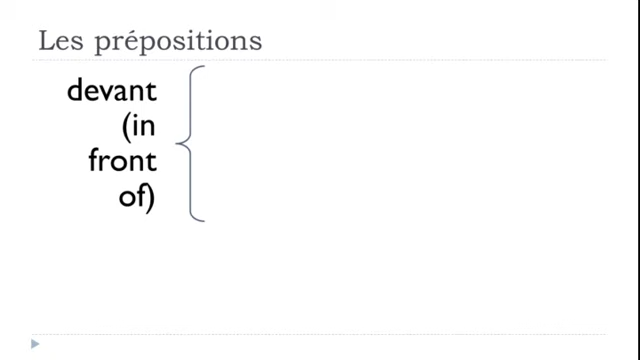 Les prépositions
devant
(in
front
of)